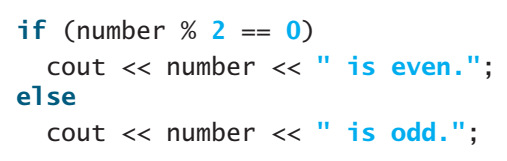 if (number % 2 == 0)
  cout << number << " is even.";
else
  cout << number << " is odd.";